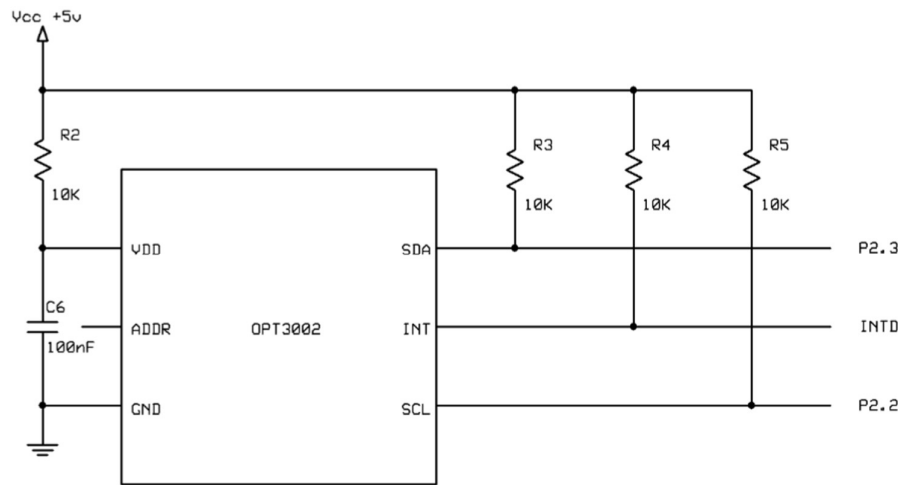 Vcc +5v
R2
10K
R3
10K
R4
10K
R5
10K
VDD
SDA
P2.3
C6
100nF
ADDR
OPT3002
INT
INTD
GND
SCL
P2.2